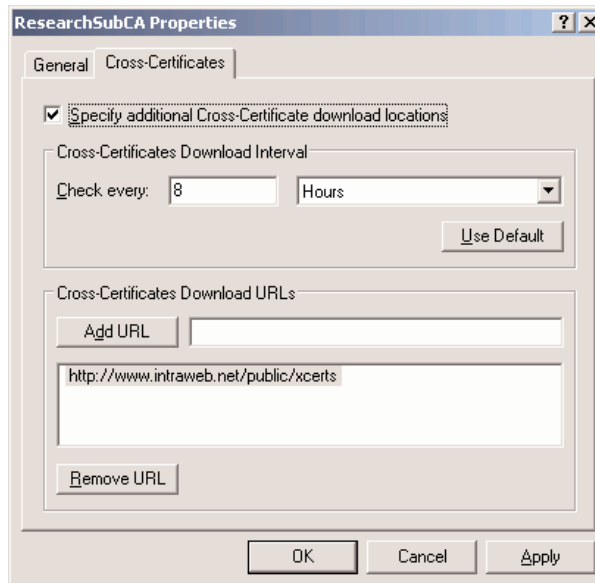 ResearchSubCA Properties
General
Cross-Certificates
Specify additional Cross-Certificate download locations
Cross-Certificates Download Interval
Check every: 8 Hours
Use Default
Cross-Certificates Download URLs
Add URL
http://www.intraweb.net/public/xcerts
Remove URL
OK Cancel Apply